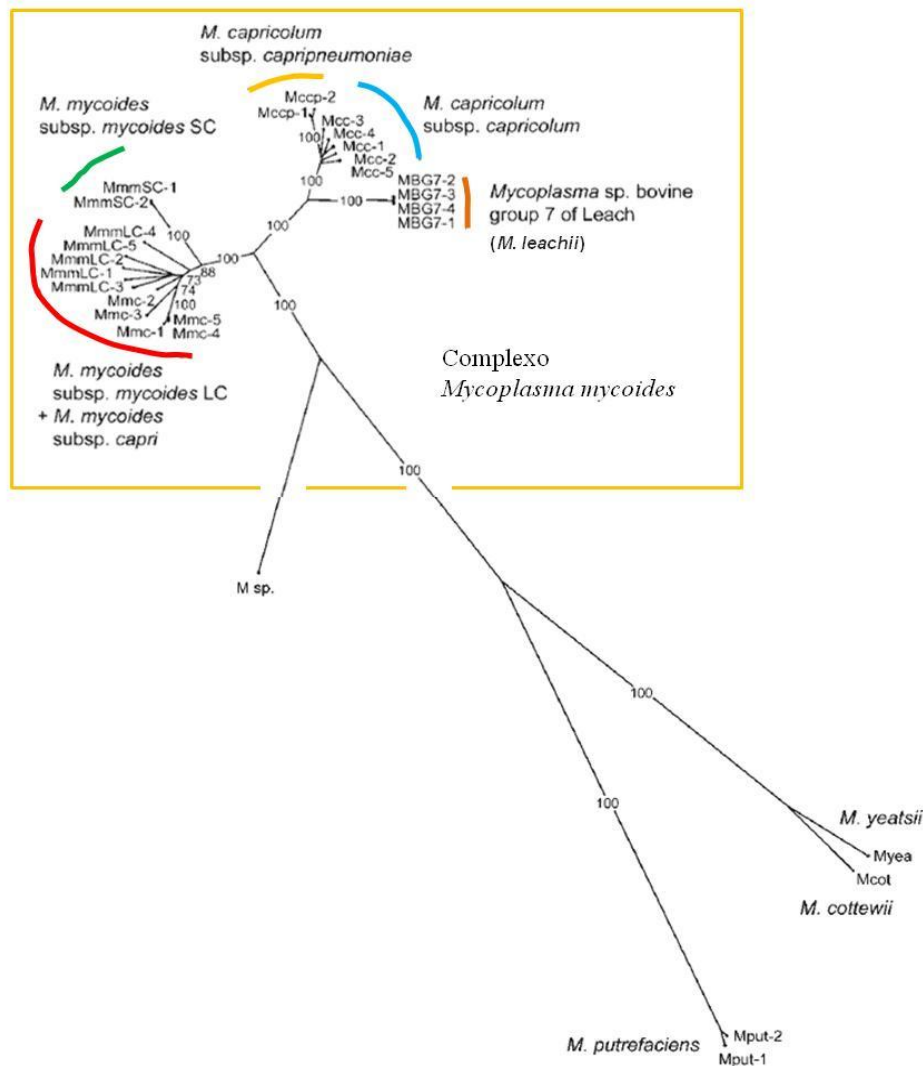 M. capricolum
subsp. capripneumoniae
M. mycoides
subsp. mycoides SC
M. capricolum
subsp. capricolum
Mccp-2
Mccp-1
Mcc-3
Mcc-4
Mcc-1
Mcc-2
Mcc-5
100
100
MBG7-2
MBG7-3
MBG7-4
MBG7-1
100
Mycoplasma sp. bovine
group 7 of Leach
(M. leachii)
MmmSC-1
MmmSC-2
100
MmmLC-4
MmmLC-5
MmmLC-2
MmmLC-1
MmmLC-3
Mmc-2
Mmc-3
Mmc-1
Mmc-5
Mmc-4
88
73
74
100
100
100
100
M. mycoides
subsp. mycoides LC
+ M. mycoides
subsp. capri
Complexo
Mycoplasma mycoides
100
M sp.
100
100
M. yeatsii
Myea
Mcot
M. cottewii
M. putrefaciens
Mput-2
Mput-1